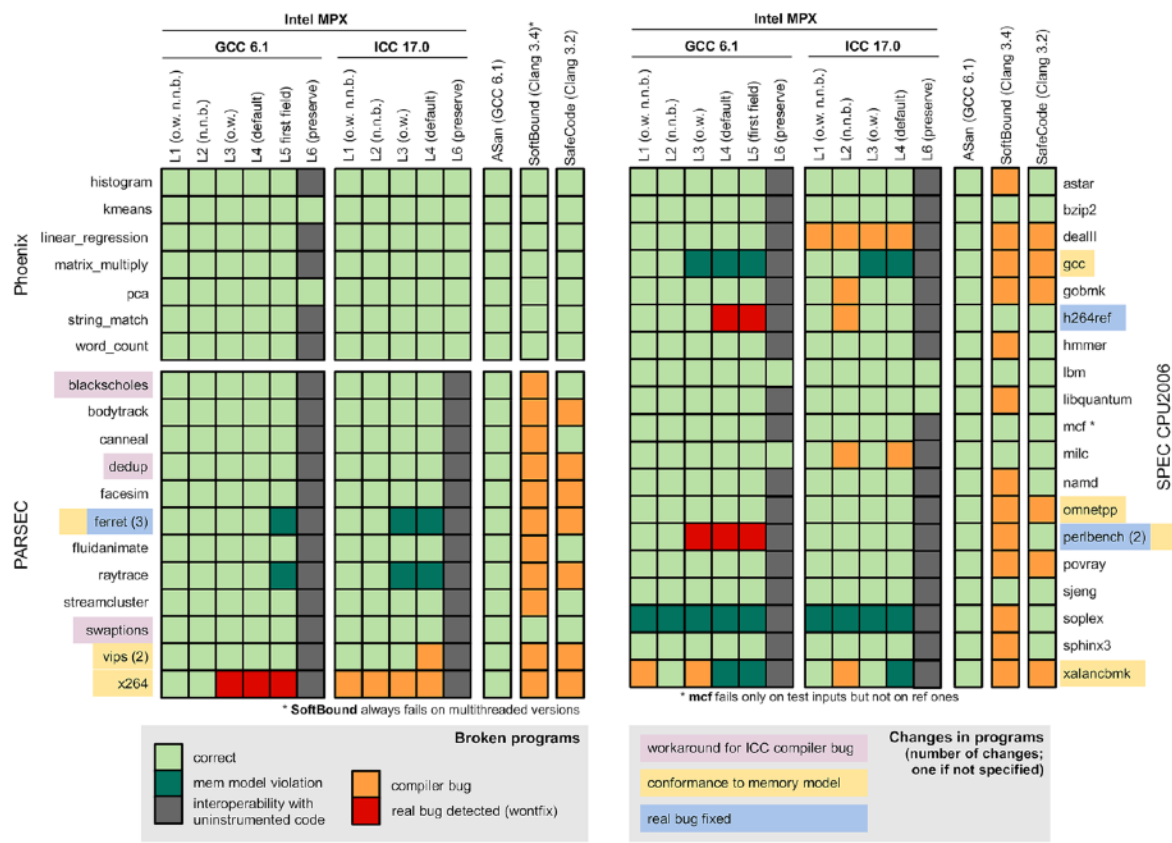 Intel MPX
GCC 6.1
ICC 17.0
L1 (o.w. n.n.b.)
L2 (n.n.b.)
L3 (o.w.)
L4 (default)
L5 first field)
L6 (preserve)
L1 (o.w. n.nb.)
L2 (n.n.b.)
L3 (o.w.)
L4 (default)
L6 (preserve)
ASan (GCC 6.1)
SoftBound (Clang 3.4)*
SafeCode (Clang 3.2)
Phoenix
histogram
kmeans
linear_regression
matrix_multiply
pca
string_match
word_count
PARSEC
blackscholes
bodytrack
canneal
dedup
facesim
ferret (3)
fluidanimate
raytrace
streamcluster
swaptions
vips (2)
x264
* SoftBound always fails on multithreaded versions
Intel MPX
GCC 6.1
ICC 17.0
L1 (o.w. n.n.b.)
L2 (n.n.b.)
L3 (o.w.)
L4 (default)
L5 (first field)
L6 (preserve)
L1 (o.w. n.n.b.)
L2 (n.n.b.)
L3 (o.w.)
L4 (default)
L6 (preserve)
ASan (GCC 6.1)
SoftBound (Clang 3.4)
SafeCode (Clang 3.2)
SPEC CPU2006
astar
bzip2
dealII
gcc
gobmk
h264ref
hmmer
lbm
libquantum
mcf *
milc
namd
omnetpp
perlbench (2)
povray
sjeng
soplex
sphinx3
xalancbmk
* mcf fails only on test inputs but not on ref ones
Broken programs
correct
mem model violation
interoperability with
uninstrumented code
compiler bug
real bug detected (wontfix)
Changes in programs
(number of changes;
one if not specified)
workaround for ICC compiler bug
conformance to memory model
real bug fixed